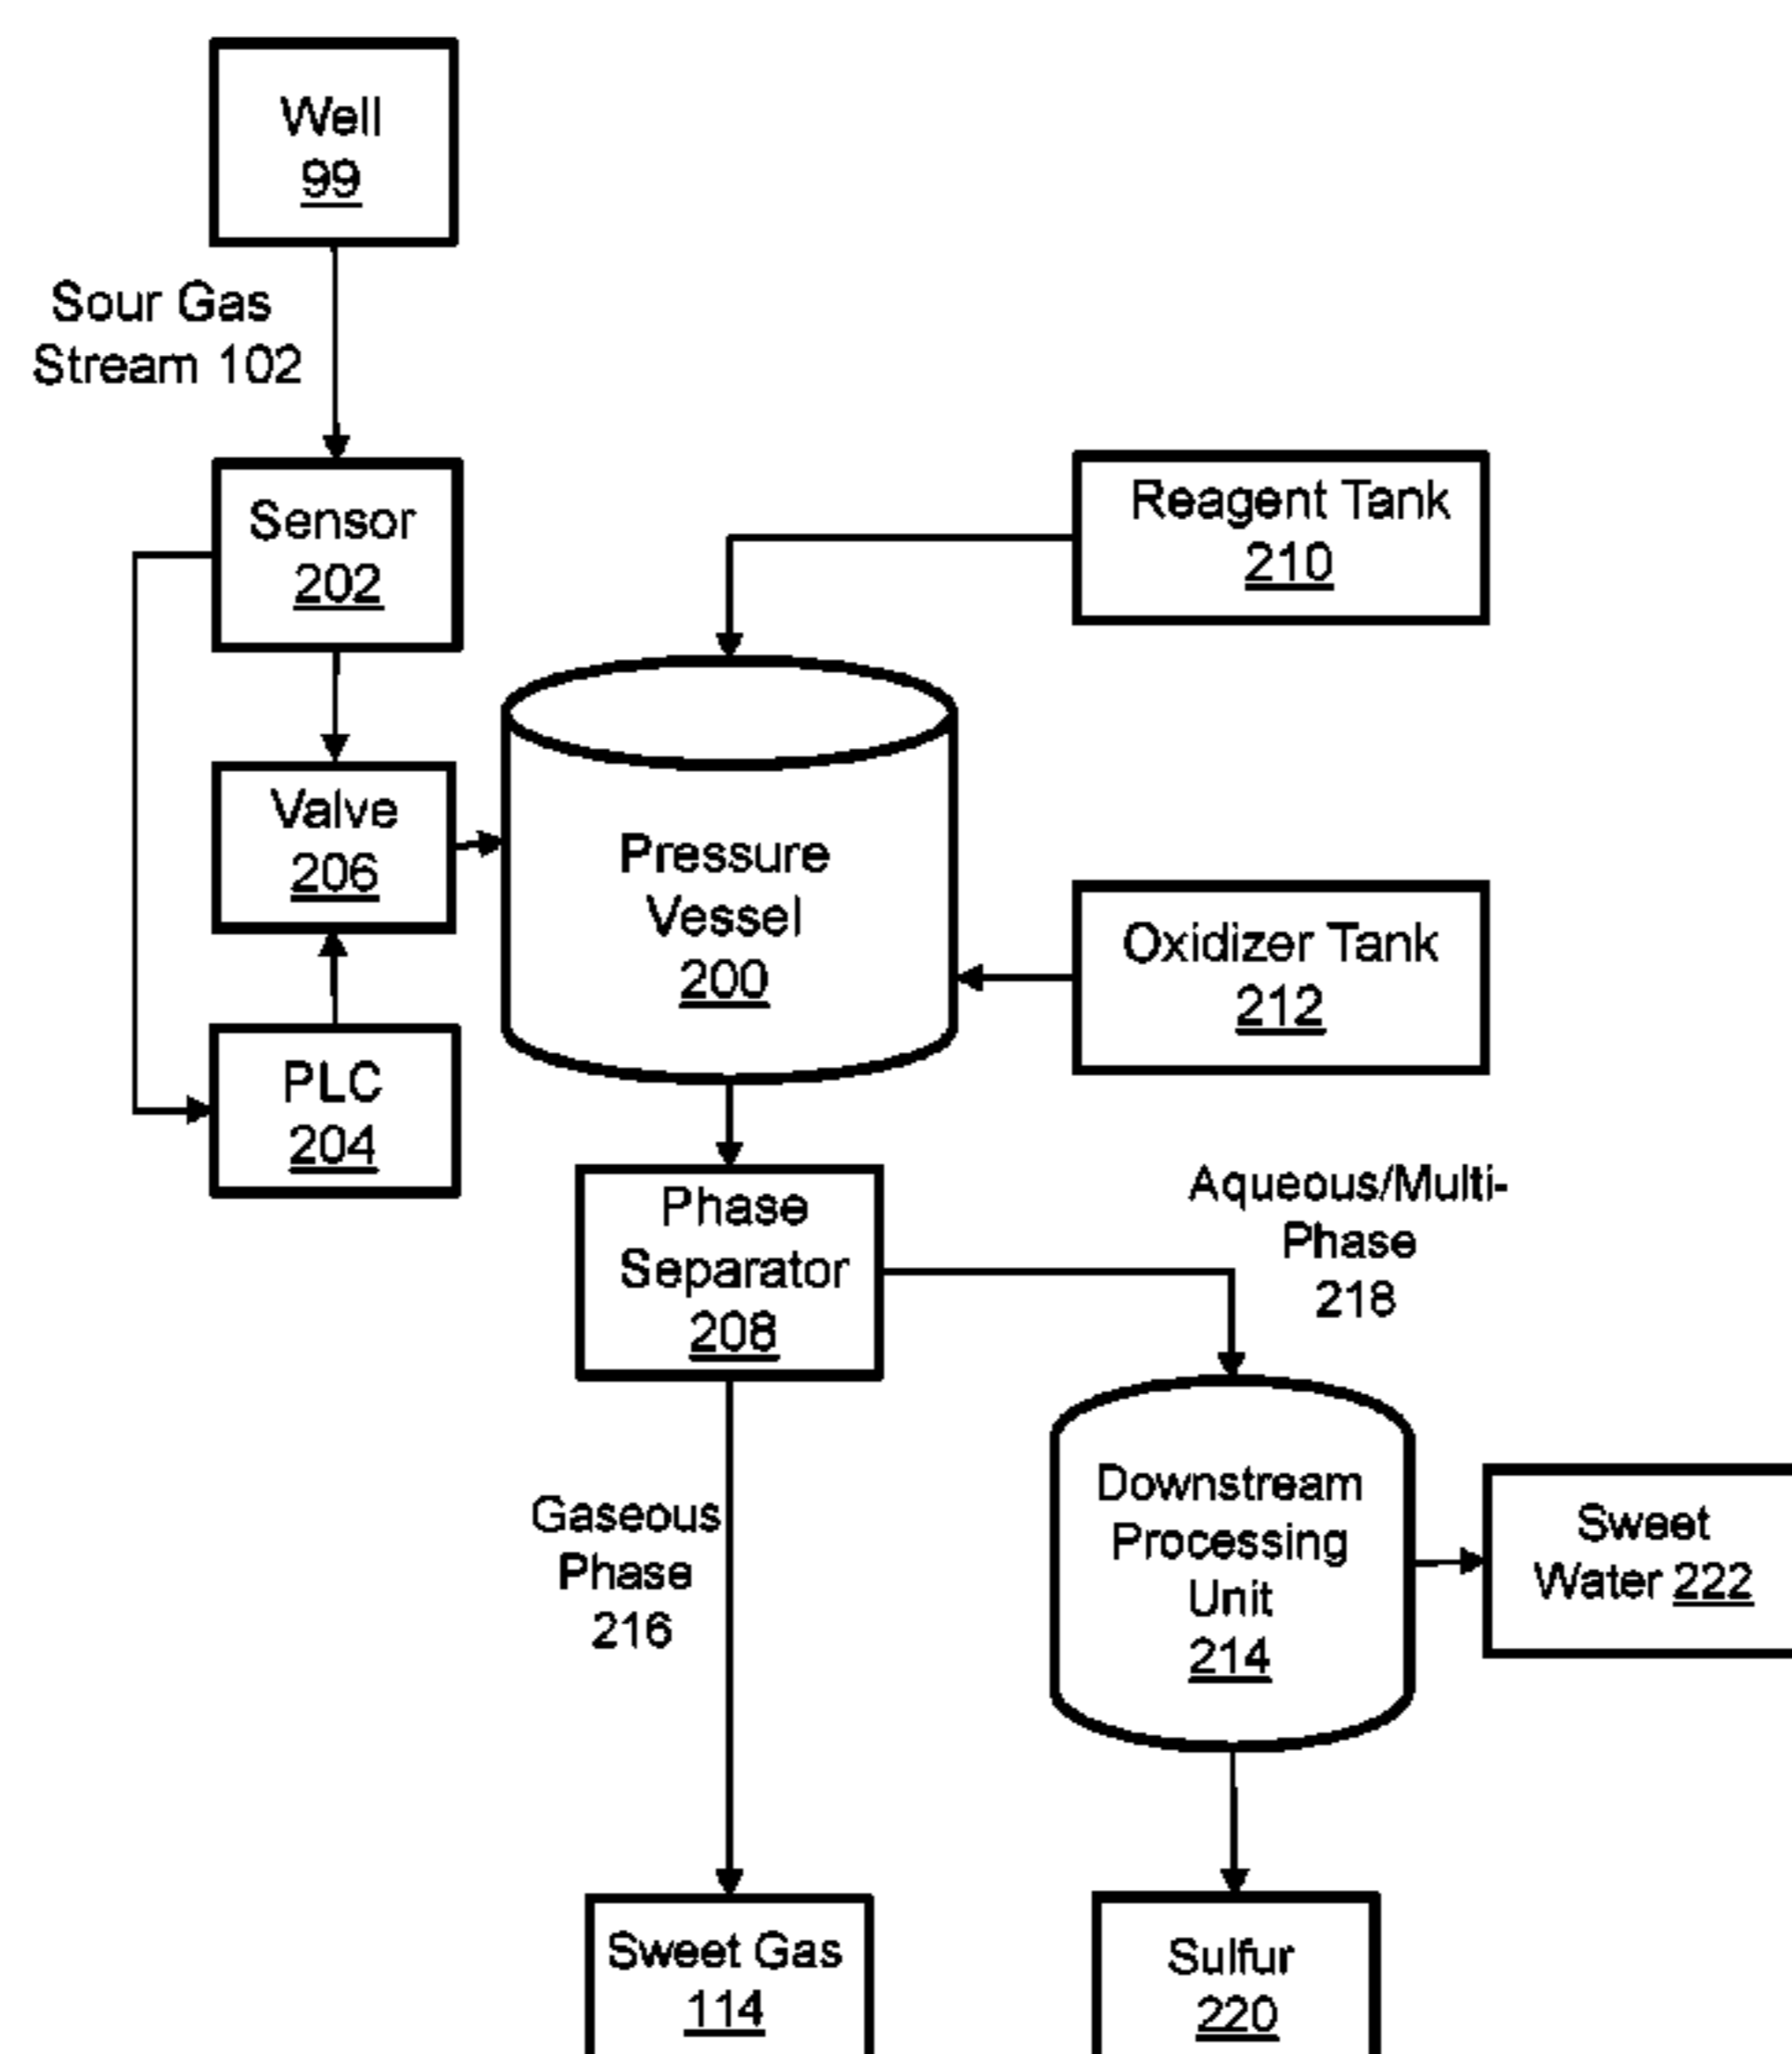 Well
99
Sour Gas
Stream 102
Sensor
202
Reagent Tank
210
Valve
206
Pressure
Vessel
200
Oxidizer Tank
212
PLC
204
Phase
Separator
208
Aqueous/Multi-
Phase
218
Gaseous
Phase
216
Downstream
Processing
Unit
214
Sweet
Water 222
Sweet Gas
114
Sulfur
220